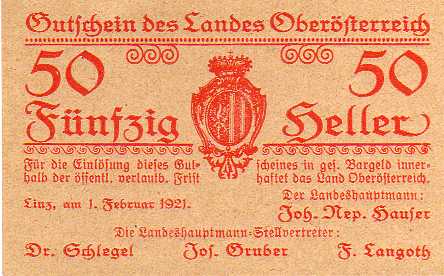 Gutschein des Landes Oberösterreich
50 50
Fünfzig Heller
Für die Einlösung dieses Gut= scheines in ges. Bargeld inner=
halb der öffentl. verlautb. Frist haftet das Land Oberösterreich.
Linz, am 1. Februar 1921.
Der Landeshauptmann:
Joh. Nep. Hauser
Die Landeshauptmann=Stellvertreter:
Dr. Schlegel Jos. Gruber F. Langoth